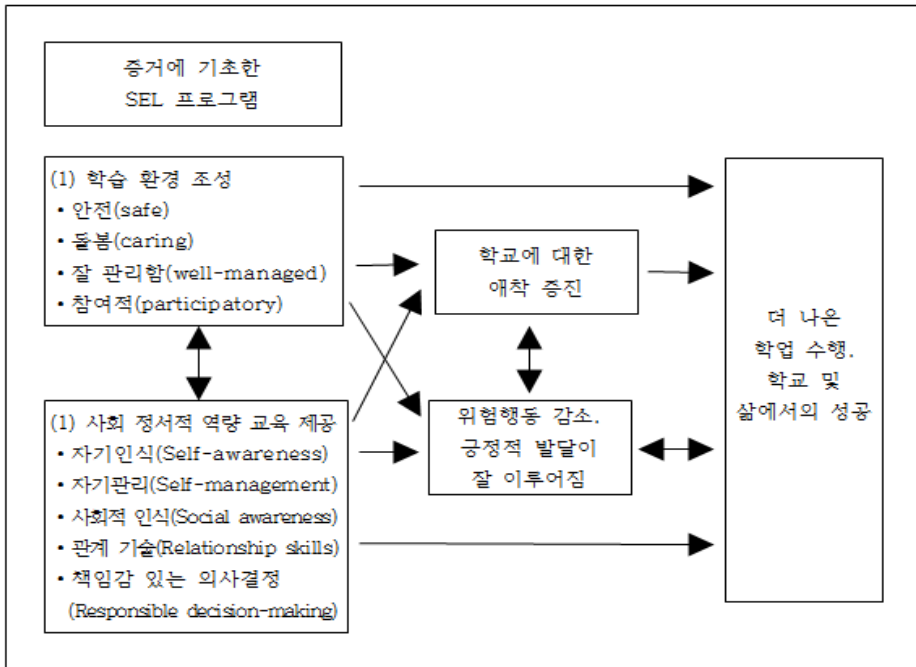 증거에 기초한
SEL 프로그램
(1) 학습 환경 조성
• 안전(safe)
• 돌봄(caring)
• 잘 관리함(well-managed)
• 참여적(participatory)
(1) 사회 정서적 역량 교육 제공
• 자기인식(Self-awareness)
• 자기관리(Self-management)
• 사회적 인식(Social awareness)
• 관계 기술(Relationship skills)
• 책임감 있는 의사결정
(Responsible decision-making)
학교에 대한
애착 증진
위험행동 감소,
긍정적 발달이
잘 이루어짐
더 나은
학업 수행,
학교 및
삶에서의 성공